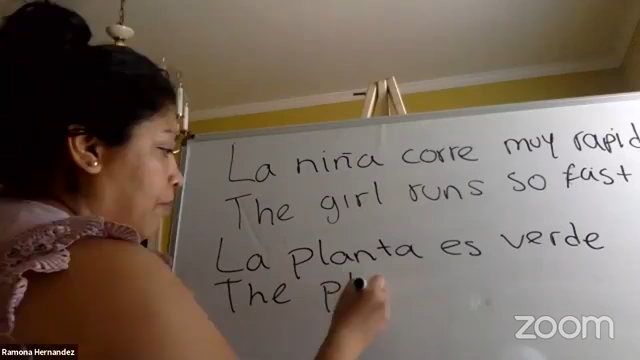 La niña corre muy rapid
The girl runs so fast
La planta es verde
The pl
zoom
Ramona Hernandez